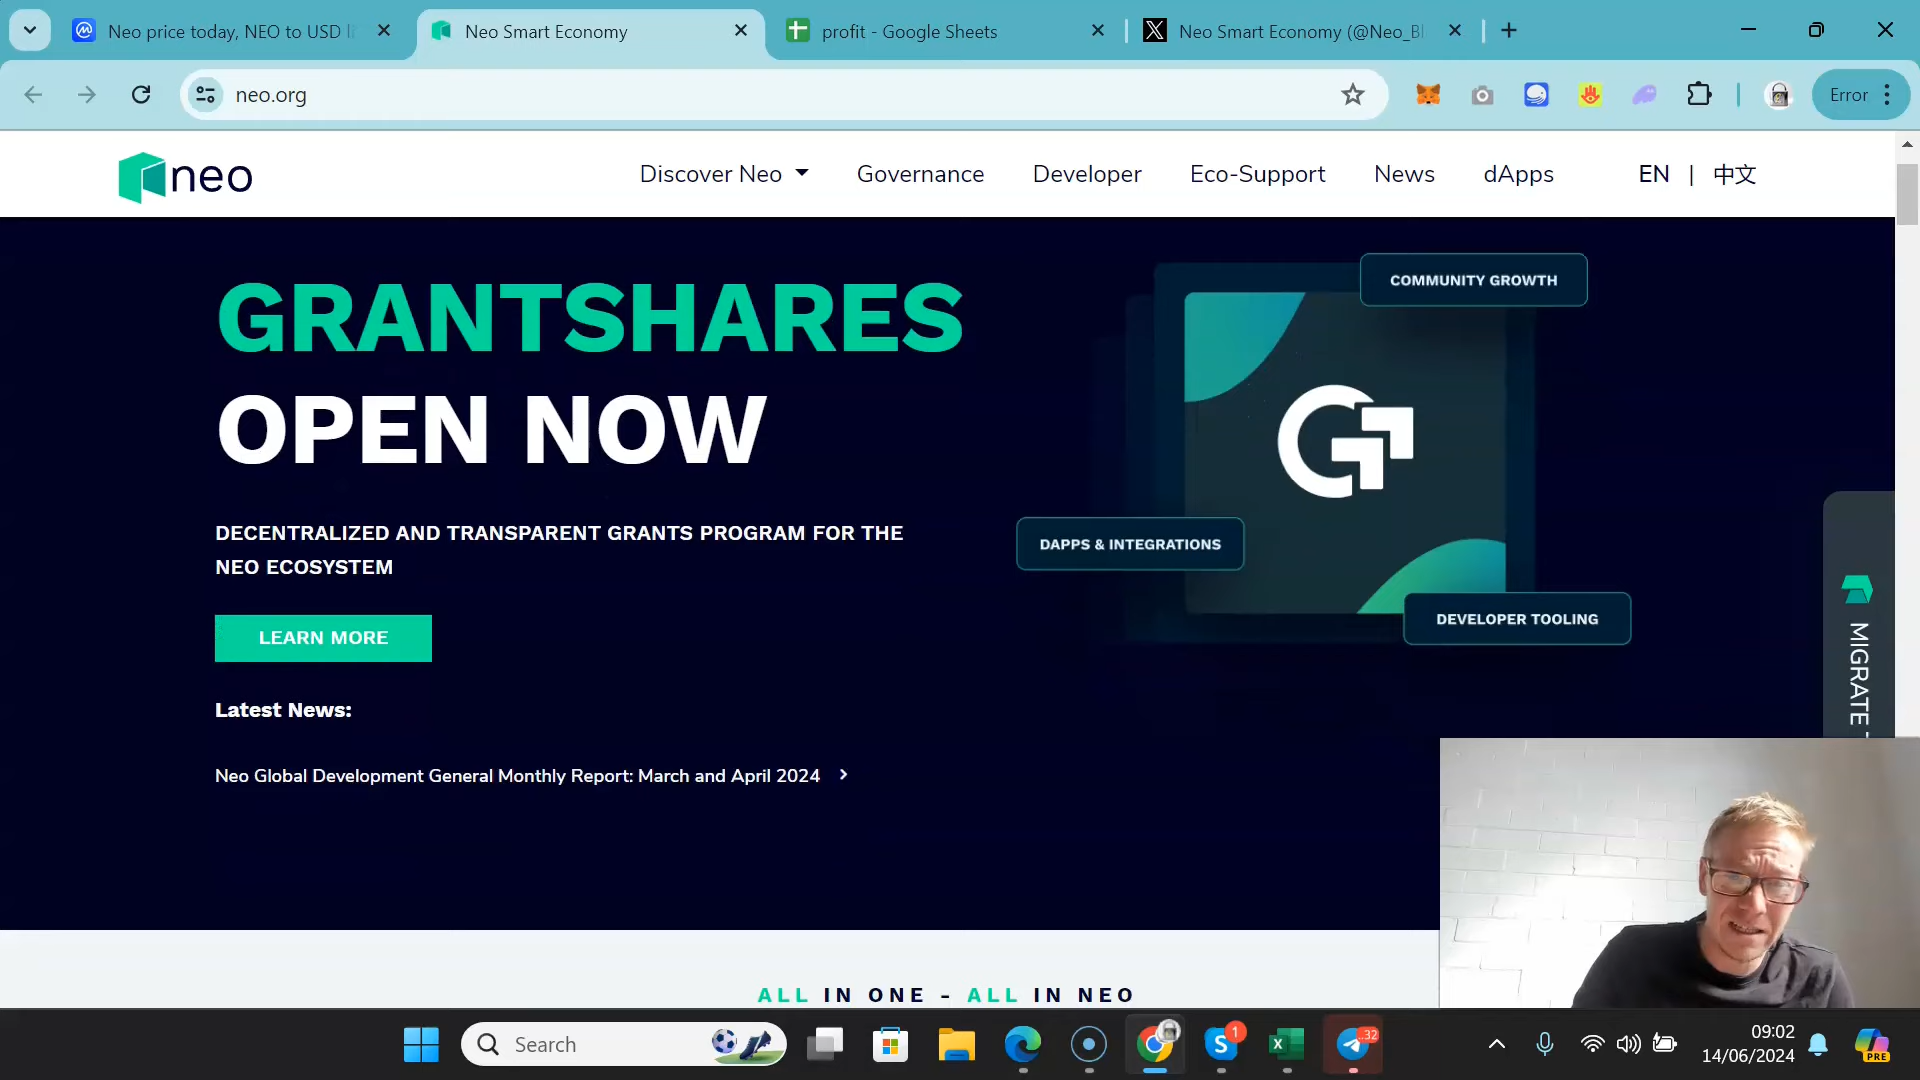 Neo price today, NEO to USD li
Neo Smart Economy
profit - Google Sheets
Neo Smart Economy (@Neo_Bl
neo.org
Error
neo
Discover Neo
Governance
Developer
Eco-Support
News
dApps
EN | 中文
GRANTSHARES
OPEN NOW
DECENTRALIZED AND TRANSPARENT GRANTS PROGRAM FOR THE
NEO ECOSYSTEM
LEARN MORE
Latest News:
Neo Global Development General Monthly Report: March and April 2024
COMMUNITY GROWTH
DAPPS & INTEGRATIONS
DEVELOPER TOOLING
MIGRATE
ALL IN ONE - ALL IN NEO
Search
1
32
09:02
14/06/2024
PRE